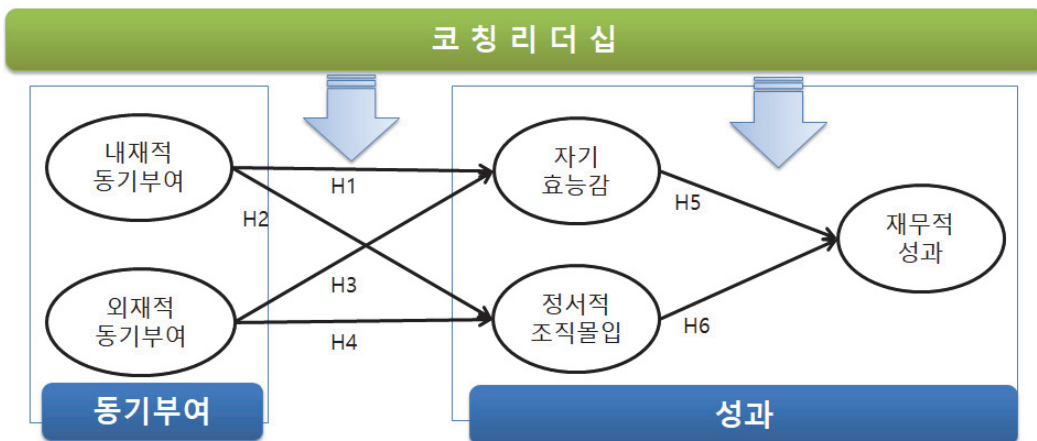 코 칭 리 더 십
내재적
동기부여
자기
효능감
H1
H2
H5
재무적
성과
H3
외재적
동기부여
정서적
조직몰입
H4
H6
동기부여
성과